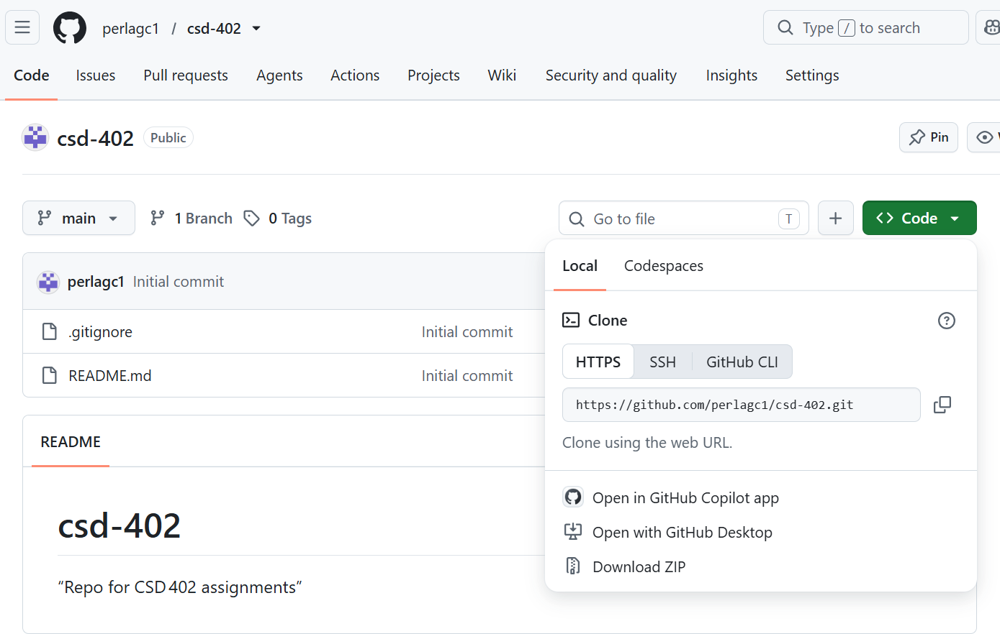 perlagc1 / csd-402
Type / to search
Code Issues Pull requests Agents Actions Projects Wiki Security and quality Insights Settings
csd-402 Public
Pin
main 1 Branch 0 Tags
Go to file T
Code
perlagc1 Initial commit
.gitignore Initial commit
README.md Initial commit
README
csd-402
“Repo for CSD 402 assignments”
Local Codespaces
Clone
HTTPS SSH GitHub CLI
https://github.com/perlagc1/csd-402.git
Clone using the web URL.
Open in GitHub Copilot app
Open with GitHub Desktop
Download ZIP